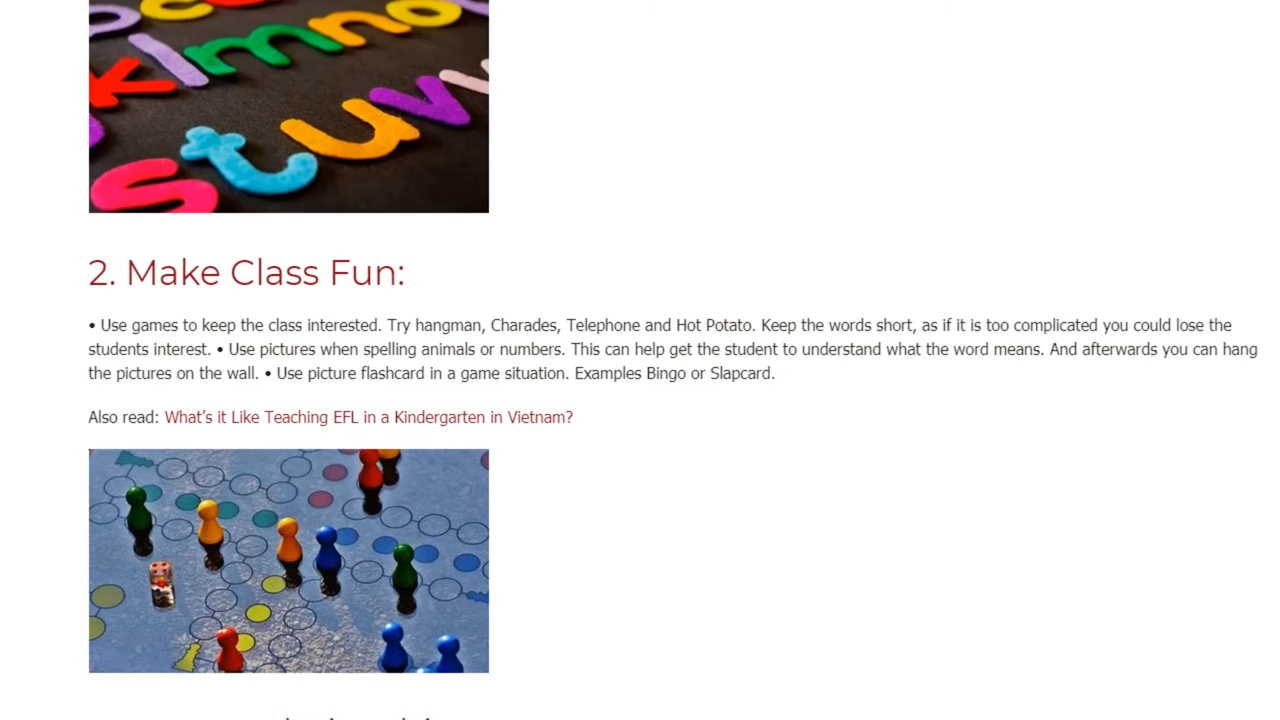 o c e
k l m n o
s t u v
2. Make Class Fun:
• Use games to keep the class interested. Try hangman, Charades, Telephone and Hot Potato. Keep the words short, as if it is too complicated you could lose the
students interest. • Use pictures when spelling animals or numbers. This can help get the student to understand what the word means. And afterwards you can hang
the pictures on the wall. • Use picture flashcard in a game situation. Examples Bingo or Slapcard.
Also read: What's it Like Teaching EFL in a Kindergarten in Vietnam?